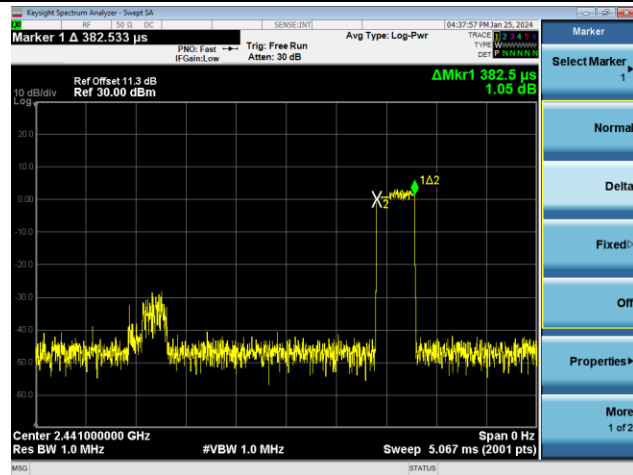 Keysight Spectrum Analyzer - Swept SA
RF 50 Ω DC SENSE:INT 04:37:57 PM Jan 25, 2024
Marker 1 Δ 382.533 μs
PNO: Fast
IFGain:Low
Trig: Free Run
Atten: 30 dB
Avg Type: Log-Pwr
TRACE 1 2 3 4 5 6
TYPE WWWWWW
DET P N N N N N
Ref Offset 11.3 dB
Ref 30.00 dBm
10 dB/div
Log
ΔMkr1 382.5 μs
1.05 dB
20.0
10.0
0.00
-10.0
-20.0
-30.0
-40.0
-50.0
-60.0
1Δ2
2
Center 2.441000000 GHz
Res BW 1.0 MHz
#VBW 1.0 MHz
Span 0 Hz
Sweep 5.067 ms (2001 pts)
MSG
STATUS
Marker
Select Marker
1
Normal
Delta
Fixed
Off
Properties
More
1 of 2